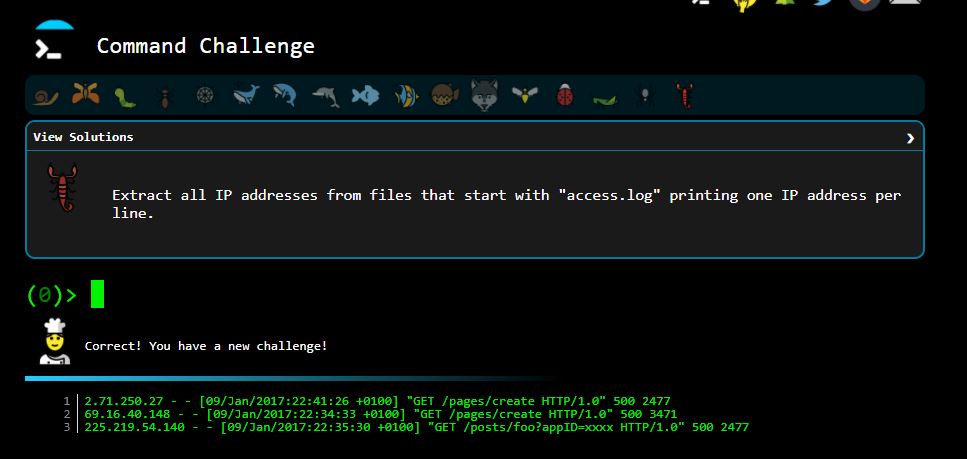 Command Challenge
View Solutions
Extract all IP addresses from files that start with "access.log" printing one IP address per
line.
(0)>
Correct! You have a new challenge!
1 2.71.250.27 - - [09/Jan/2017:22:41:26 +0100] "GET /pages/create HTTP/1.0" 500 2477
2 69.16.40.148 - - [09/Jan/2017:22:34:33 +0100] "GET /pages/create HTTP/1.0" 500 3471
3 225.219.54.140 - - [09/Jan/2017:22:35:30 +0100] "GET /posts/foo?appID=xxxx HTTP/1.0" 500 2477